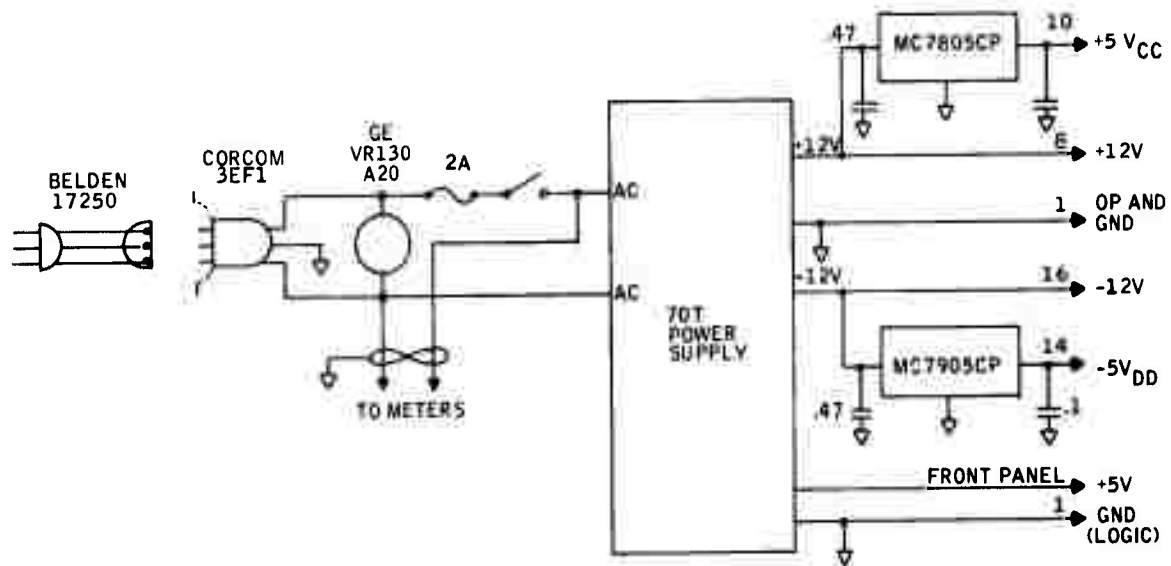 BELDEN
17250
CORCOM
3EF1
GE
VR130
A20
2A
TO METERS
AC
AC
70T
POWER
SUPPLY
.47
MC7805CP
10
+5 VCC
+12V
+12V
1
OP AND
GND
-12V
16
-12V
MC7905CP
14
-5VDD
.47
.1
FRONT PANEL
+5V
1
GND
(LOGIC)